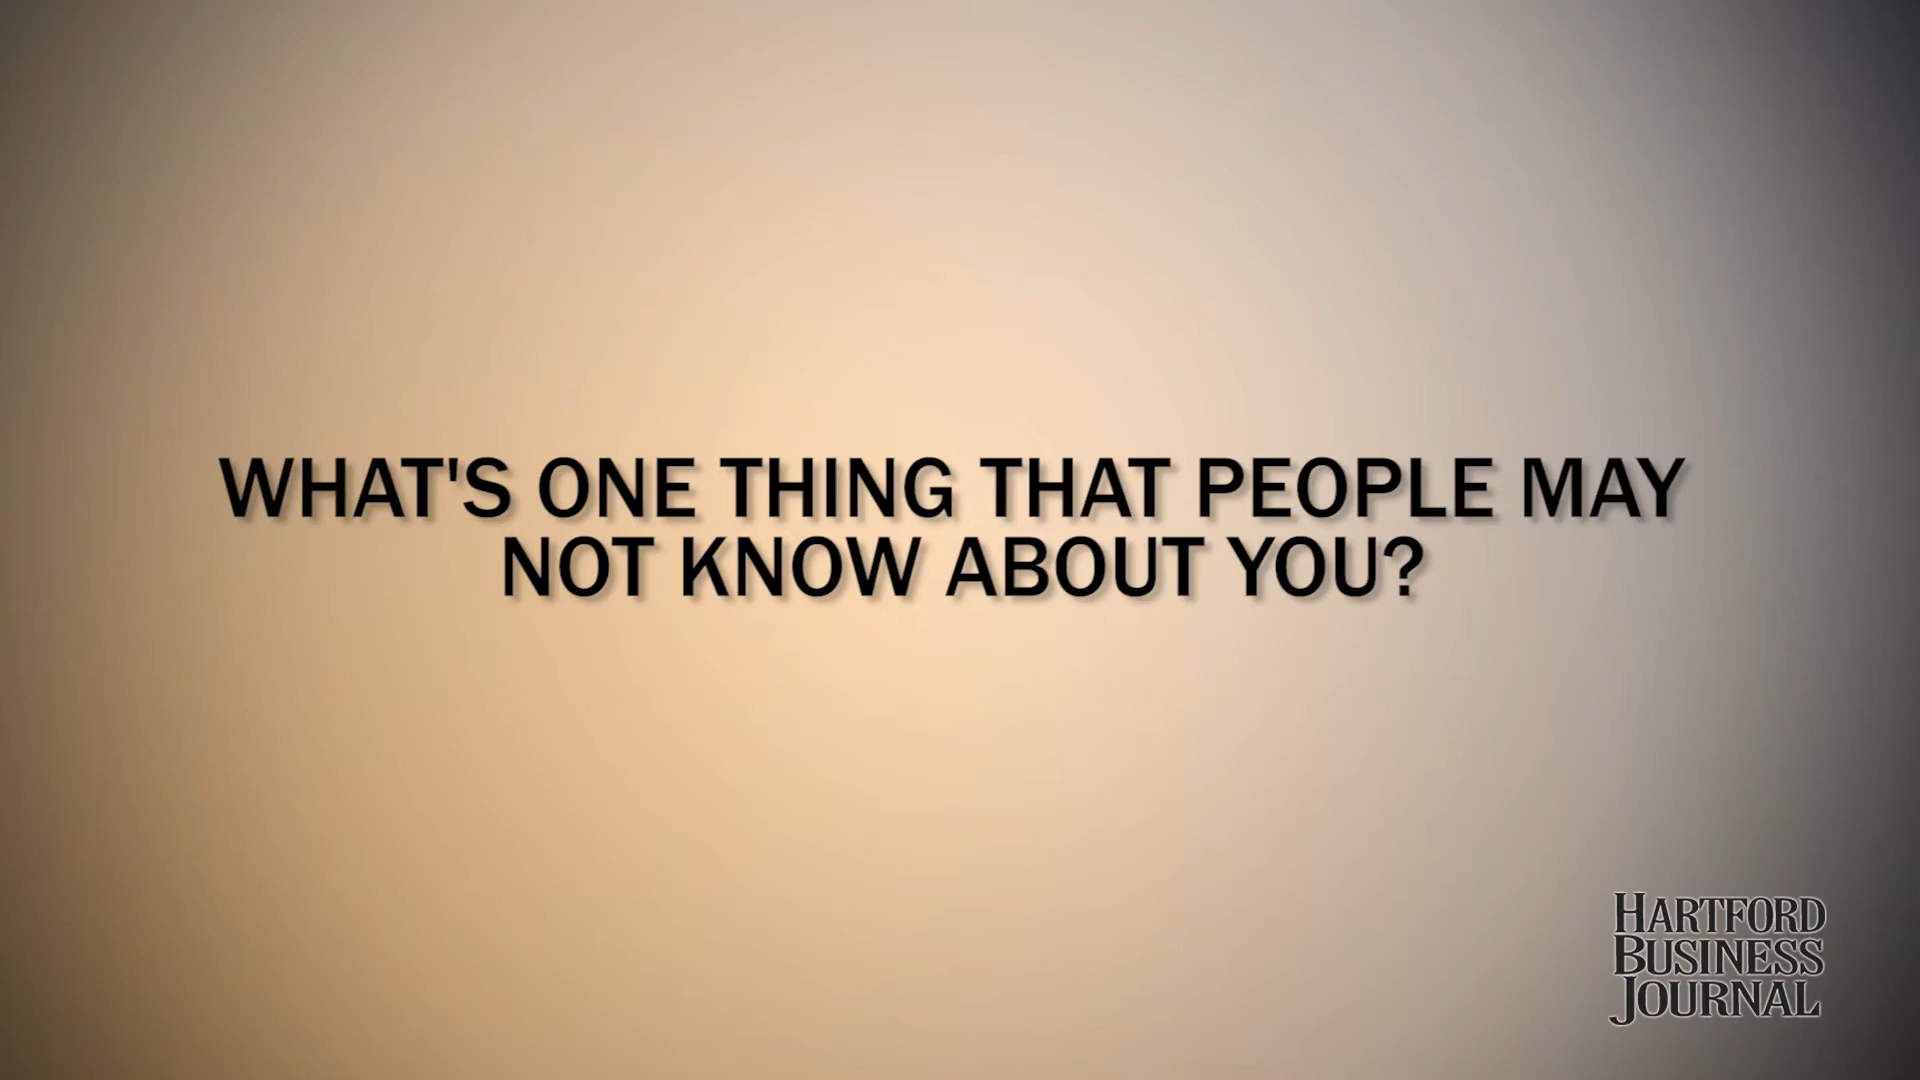 WHAT'S ONE THING THAT PEOPLE MAY
NOT KNOW ABOUT YOU?
HARTFORD
BUSINESS
JOURNAL